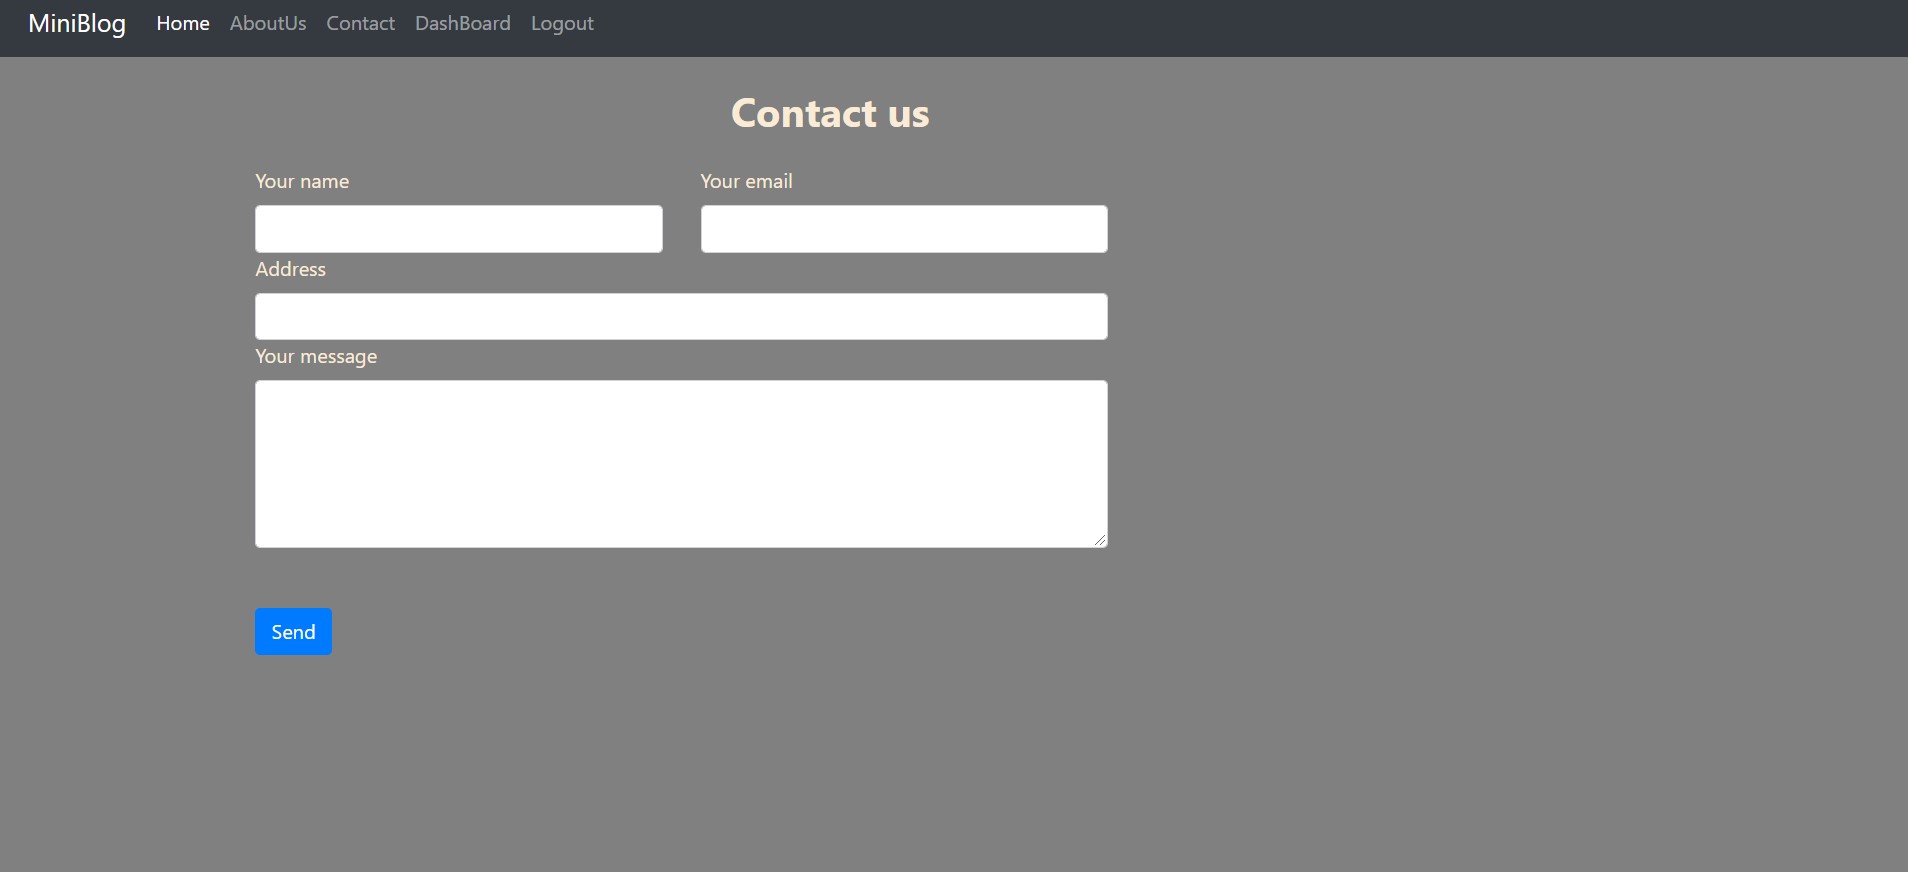 MiniBlog Home AboutUs Contact DashBoard Logout
Contact us
Your name Your email
Address
Your message
Send